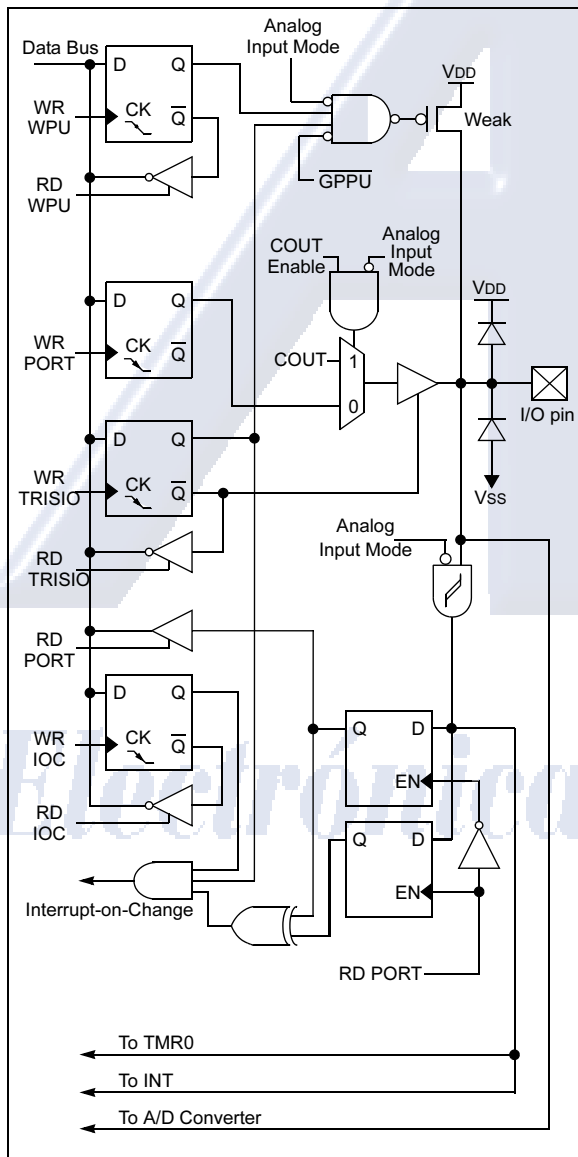 Analog
Input Mode
Data Bus
D Q
VDD
WR
WPU
CK
Q
Weak
RD
WPU
GPPU
COUT
Enable
Analog
Input
Mode
D Q
VDD
WR
PORT
CK
Q
COUT
1
0
I/O pin
D Q
WR
TRISIO
CK
Q
VSS
Analog
Input Mode
RD
TRISIO
RD
PORT
D Q
WR
IOC
CK
Q
Q D
EN
RD
IOC
Q D
EN
Interrupt-on-Change
RD PORT
To TMR0
To INT
To A/D Converter
Electrónica